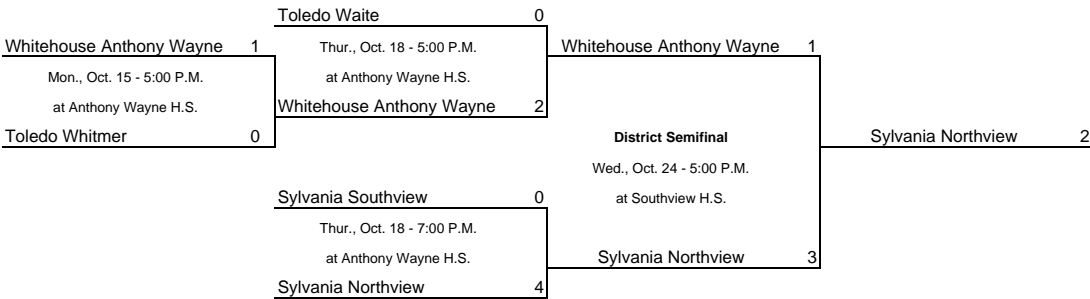 Toledo Waite 0
Whitehouse Anthony Wayne 1
Thur., Oct. 18 - 5:00 P.M.
Whitehouse Anthony Wayne 1
Mon., Oct. 15 - 5:00 P.M.
at Anthony Wayne H.S.
at Anthony Wayne H.S.
Whitehouse Anthony Wayne 2
Toledo Whitmer 0
District Semifinal
Sylvania Northview 2
Wed., Oct. 24 - 5:00 P.M.
Sylvania Southview 0
at Southview H.S.
Thur., Oct. 18 - 7:00 P.M.
at Anthony Wayne H.S.
Sylvania Northview 3
Sylvania Northview 4